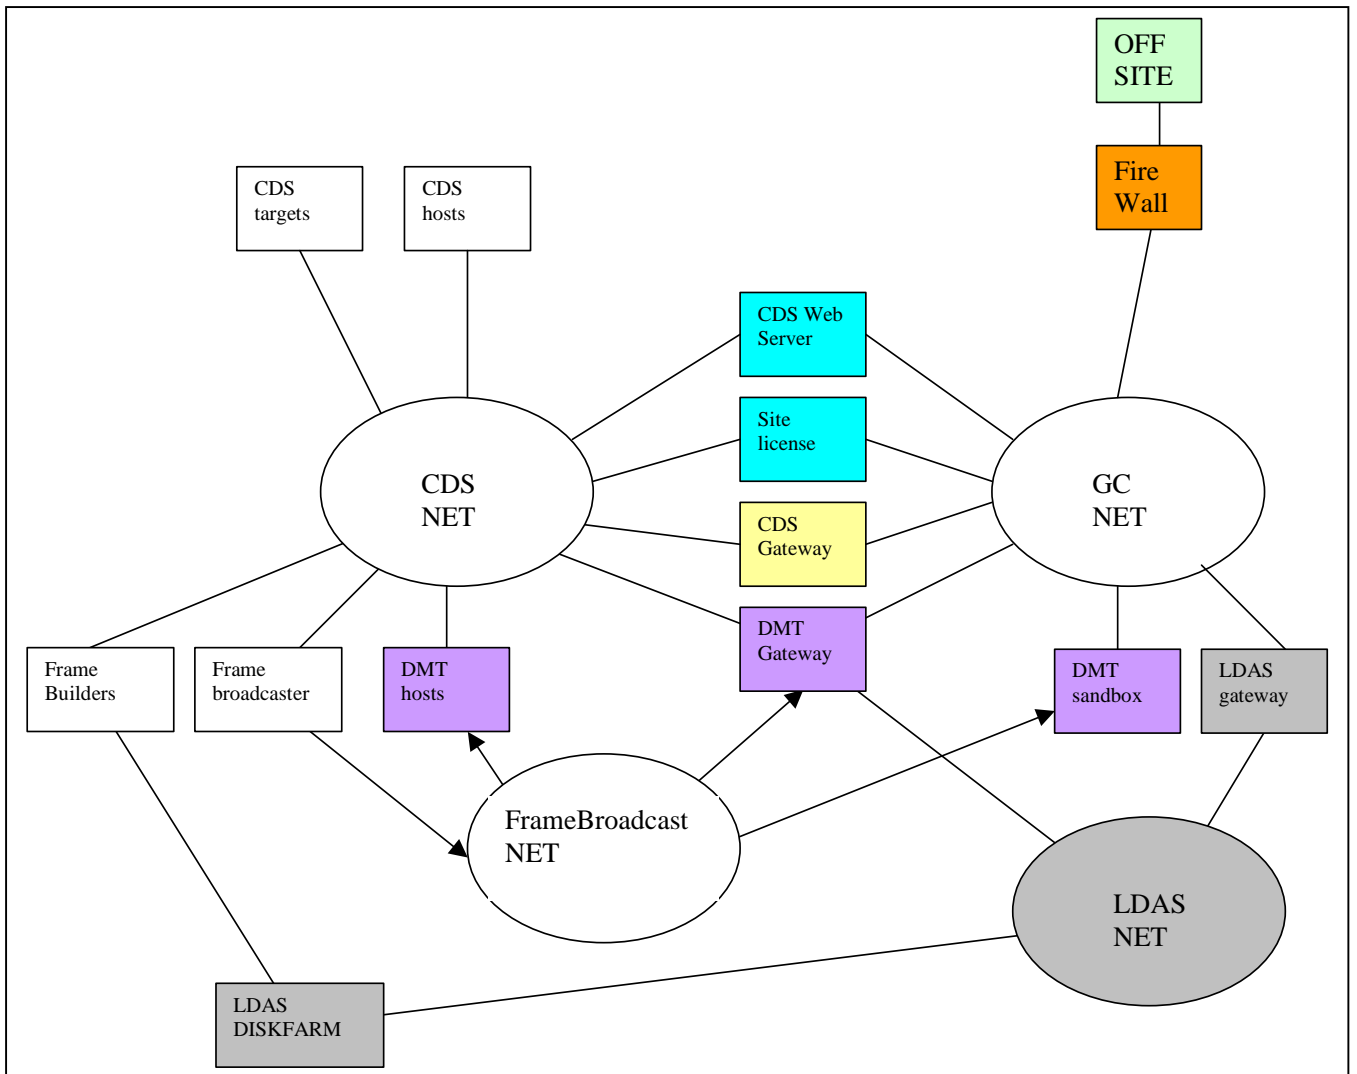 OFF
SITE
Fire
Wall
CDS
targets
CDS
hosts
CDS Web
Server
Site
license
CDS
NET
GC
NET
CDS
Gateway
DMT
Gateway
Frame
Builders
Frame
broadcaster
DMT
hosts
DMT
sandbox
LDAS
gateway
FrameBroadcast
NET
LDAS
NET
LDAS
DISKFARM